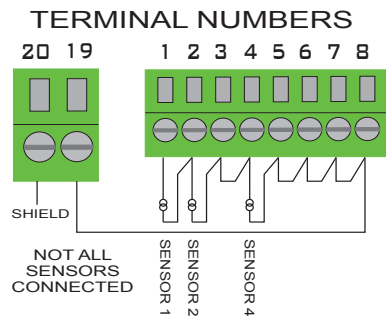 TERMINAL NUMBERS
20 19 1 2 3 4 5 6 7 8
SHIELD
NOT ALL
SENSORS
CONNECTED
SENSOR 1
SENSOR 2
SENSOR 4